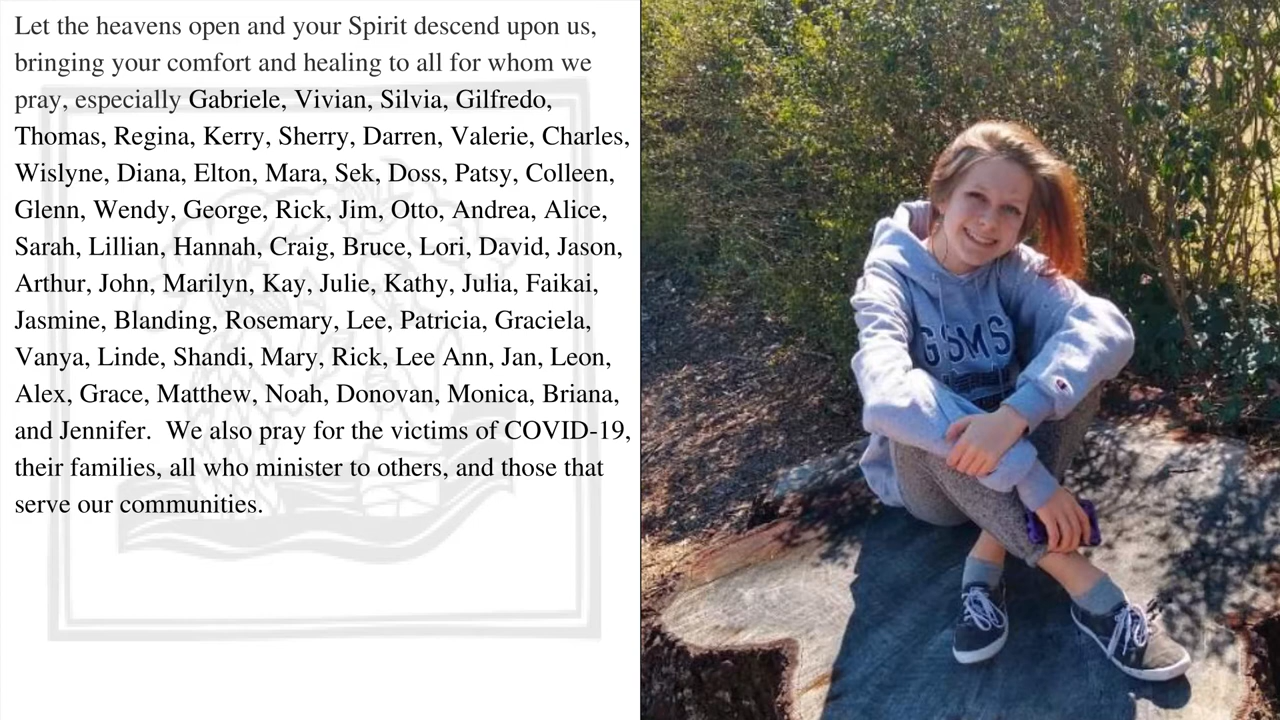 Let the heavens open and your Spirit descend upon us,
bringing your comfort and healing to all for whom we
pray, especially Gabriele, Vivian, Silvia, Gilfredo,
Thomas, Regina, Kerry, Sherry, Darren, Valerie, Charles,
Wislyne, Diana, Elton, Mara, Sek, Doss, Patsy, Colleen,
Glenn, Wendy, George, Rick, Jim, Otto, Andrea, Alice,
Sarah, Lillian, Hannah, Craig, Bruce, Lori, David, Jason,
Arthur, John, Marilyn, Kay, Julie, Kathy, Julia, Faikai,
Jasmine, Blanding, Rosemary, Lee, Patricia, Graciela,
Vanya, Linde, Shandi, Mary, Rick, Lee Ann, Jan, Leon,
Alex, Grace, Matthew, Noah, Donovan, Monica, Briana,
and Jennifer.  We also pray for the victims of COVID-19,
their families, all who minister to others, and those that
serve our communities.
GSMS